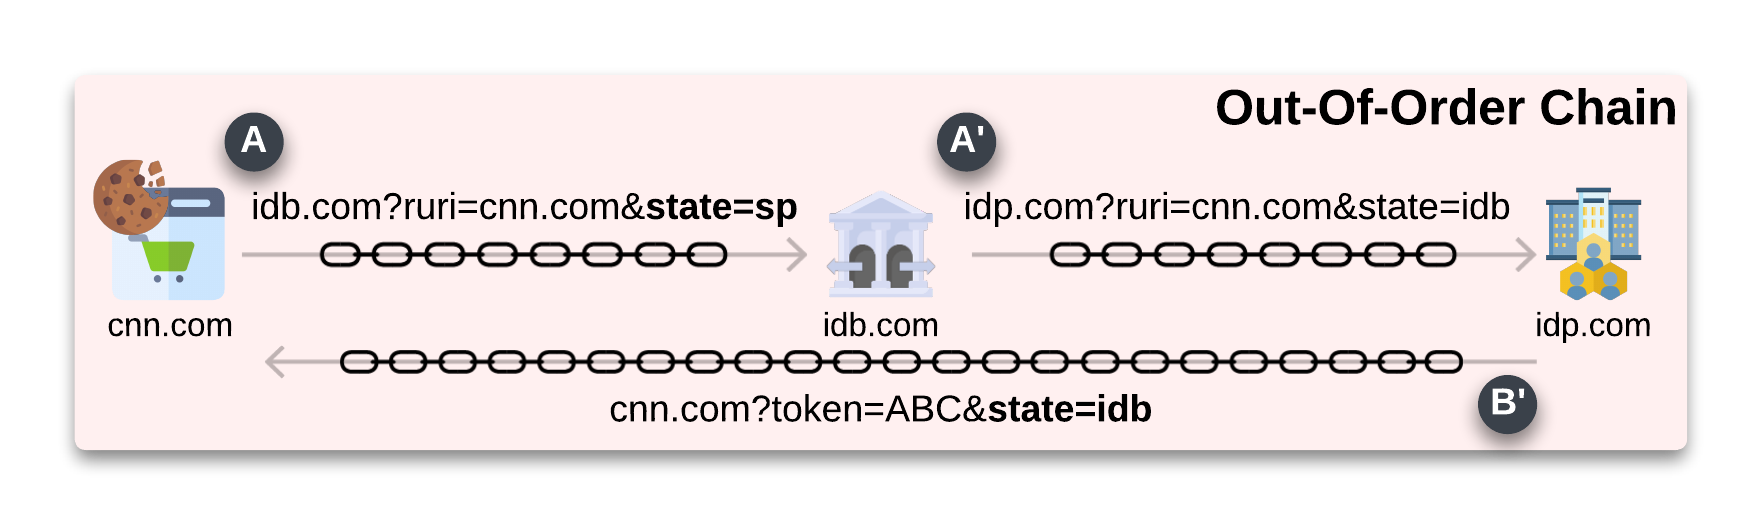 Out-Of-Order Chain
A
A'
idb.com?ruri=cnn.com&state=sp
idp.com?ruri=cnn.com&state=idb
cnn.com
idb.com
idp.com
cnn.com?token=ABC&state=idb
B'